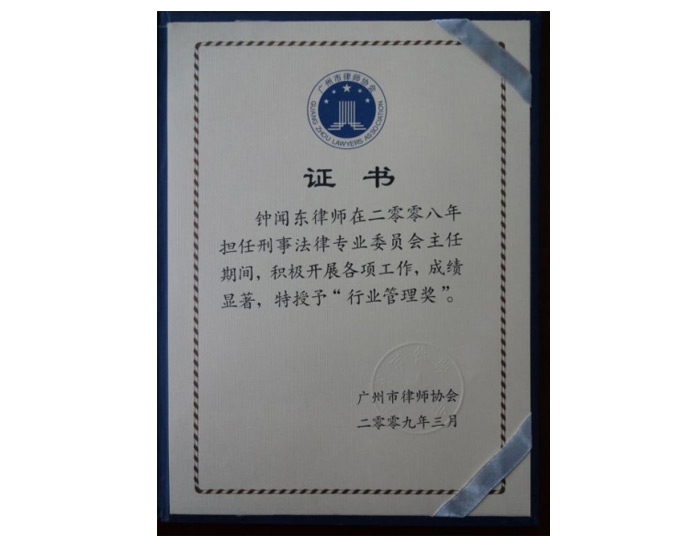 广州市律师协会
GUANG ZHOU LAWYERS ASSOCIATION
证书
钟闻东律师在二零零八年
担任刑事法律专业委员会主任
期间，积极开展各项工作，成绩
显著，特授予“行业管理奖”。
广州市律师协会
二零零九年三月